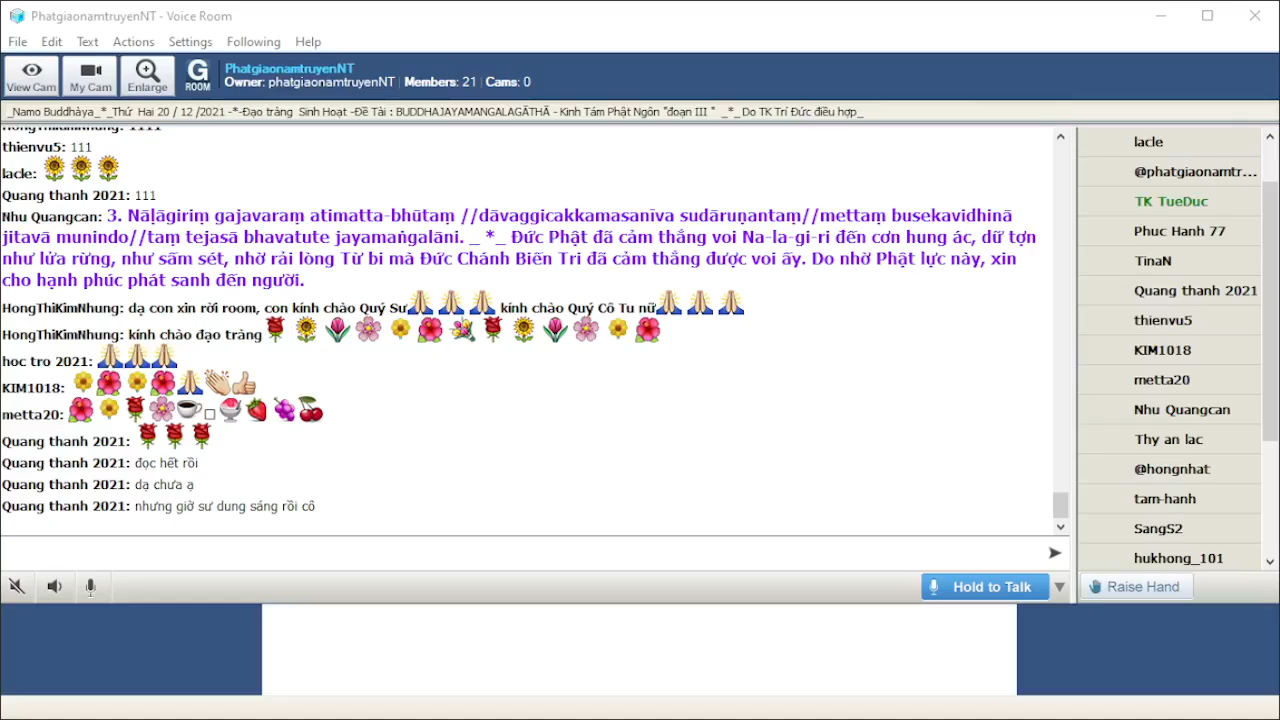 PhatgiaonamtruyenNT - Voice Room
File Edit Text Actions Settings Following Help
View Cam My Cam Enlarge G ROOM
PhatgiaonamtruyenNT
Owner: phatgiaonamtruyenNT | Members: 21 | Cams: 0
_Namo Buddhàya_*_Thứ Hai 20 / 12 /2021 -*-Đạo tràng Sinh Hoạt -Đề Tài : BUDDHAJAYAMANGALAGĀTHĀ - Kinh Tám Phật Ngôn "đoạn III " _*_ Do TK Trí Đức điều hợp_
HongThiKimNhung: 1111
thienvu5: 111
lacle:
Quang thanh 2021: 111
Nhu Quangcan: 3. Nāḷāgiriṃ gajavaraṃ atimatta-bhūtaṃ //dāvaggicakkamasanīva sudāruṇantaṃ//mettaṃ busekavidhinā
jitavā munindo//taṃ tejasā bhavatute jayamaṅgalāni. _ *_ Đức Phật đã cảm thắng voi Na-la-gi-ri đến cơn hung ác, dữ tợn
như lửa rừng, như sấm sét, nhờ rải lòng Từ bi mà Đức Chánh Biến Tri đã cảm thắng được voi ấy. Do nhờ Phật lực này, xin
cho hạnh phúc phát sanh đến người.
HongThiKimNhung: dạ con xin rời room, con kính chào Quý Sư🙏🙏🙏 kính chào Quý Cô Tu nữ🙏🙏🙏
HongThiKimNhung: kính chào đạo tràng
hoc tro 2021:
KIM1018:
metta20:
Quang thanh 2021:
Quang thanh 2021: đọc hết rồi
Quang thanh 2021: dạ chưa ạ
Quang thanh 2021: nhưng giờ sư dung sáng rồi cô
Hold to Talk
lacle
@phatgiaonamtr...
TK TueDuc
Phuc Hanh 77
TinaN
Quang thanh 2021
thienvu5
KIM1018
metta20
Nhu Quangcan
Thy an lac
@hongnhat
tam-hanh
SangS2
hukhong_101
Raise Hand